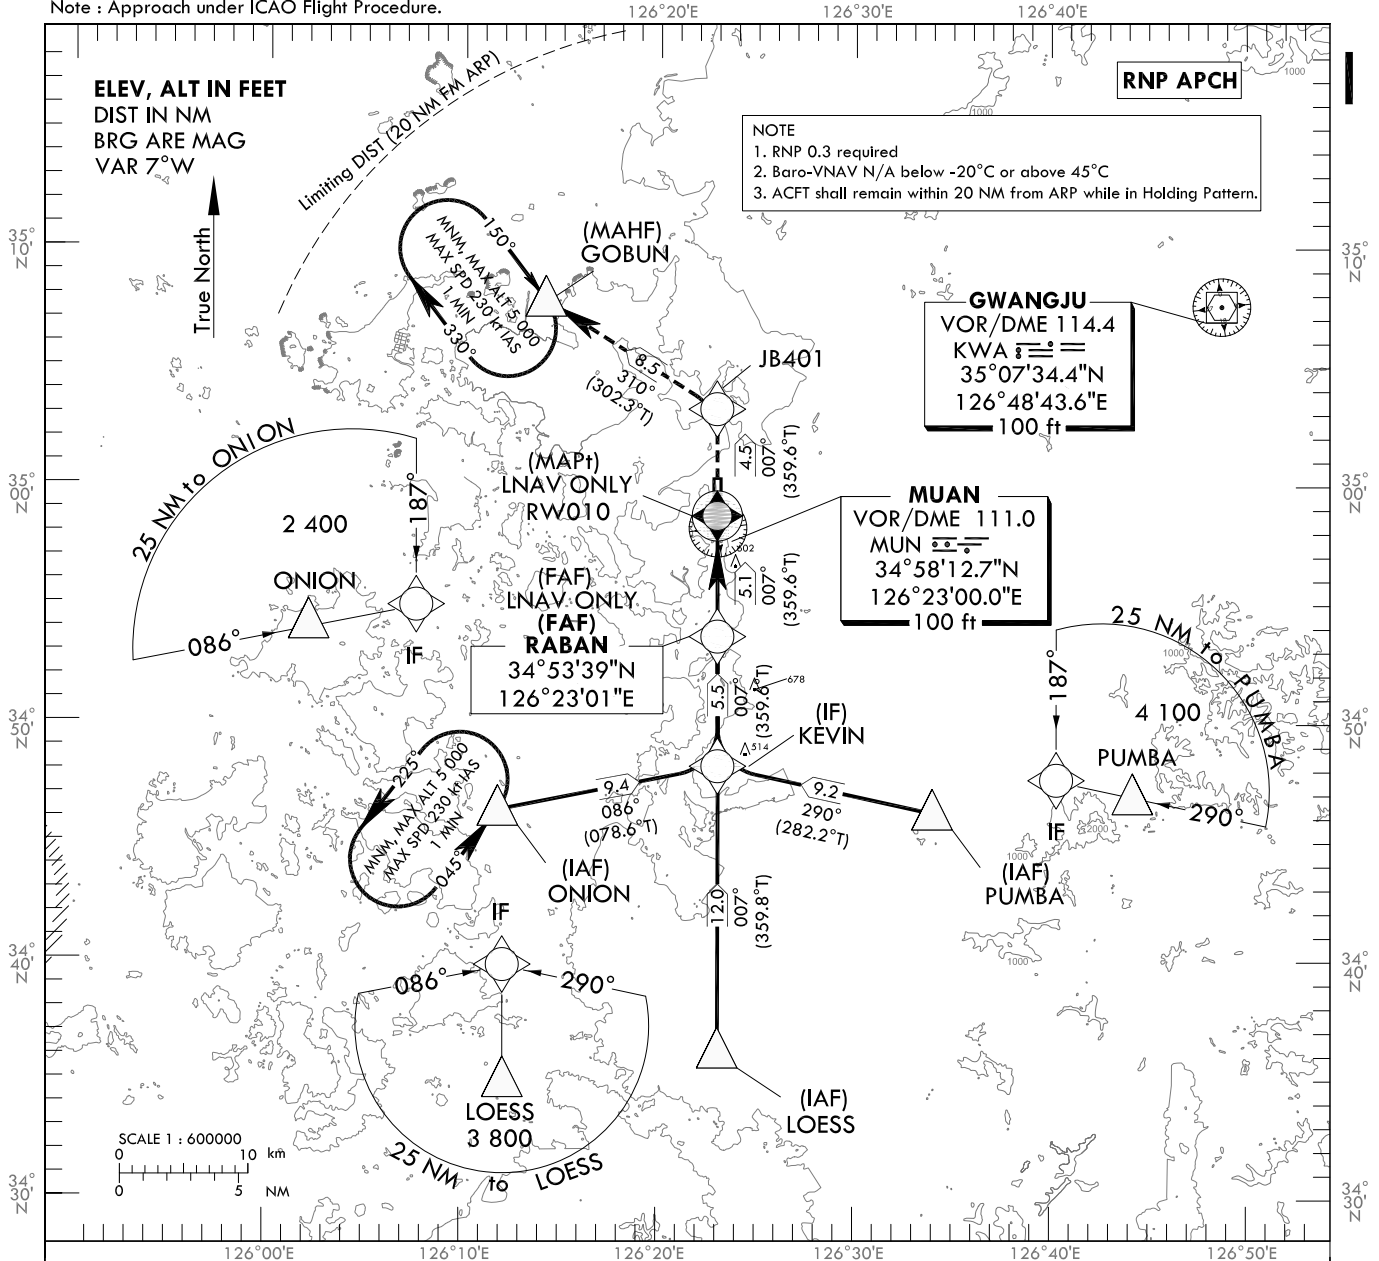 Note : Approach under ICAO Flight Procedure.
126°20'E
126°30'E
126°40'E
ELEV, ALT IN FEET
DIST IN NM
BRG ARE MAG
VAR 7°W
True North
Limiting DIST (20 NM FM ARP)
RNP APCH
NOTE
1. RNP 0.3 required
2. Baro-VNAV N/A below -20°C or above 45°C
3. ACFT shall remain within 20 NM from ARP while in Holding Pattern.
1000
1000
35°
10'
N
35°
10'
N
150°
MNM, MAX ALT 5 000
MAX SPD 230 kt IAS
1 MIN
330°
(MAHF)
GOBUN
8.5
310°
(302.3°T)
JB401
GWANGJU
VOR/DME 114.4
KWA
35°07'34.4"N
126°48'43.6"E
100 ft
4.5
007°
(359.6°T)
25 NM to ONION
187°
2 400
ONION
086°
IF
(MAPt)
LNAV ONLY
RW010
35°
00'
N
35°
00'
N
MUAN
VOR/DME 111.0
MUN
34°58'12.7"N
126°23'00.0"E
100 ft
602
5.1
007°
(359.6°T)
(FAF)
LNAV ONLY
(FAF)
RABAN
34°53'39"N
126°23'01"E
5.5
007°
(359.6°T)
678
514
(IF)
KEVIN
25 NM to PUMBA
1000
187°
4 100
PUMBA
290°
IF
2000
1000
34°
50'
N
34°
50'
N
225°
MNM, MAX ALT 5 000
MAX SPD 230 kt IAS
1 MIN
045°
9.4
086°
(078.6°T)
9.2
290°
(282.2°T)
(IAF)
ONION
(IAF)
PUMBA
12.0
007°
(359.8°T)
1000
34°
40'
N
34°
40'
N
IF
086°
290°
LOESS
3 800
25 NM to LOESS
(IAF)
LOESS
SCALE 1 : 600000
0 10 km
0 5 NM
34°
30'
N
34°
30'
N
126°00'E
126°10'E
126°20'E
126°30'E
126°40'E
126°50'E